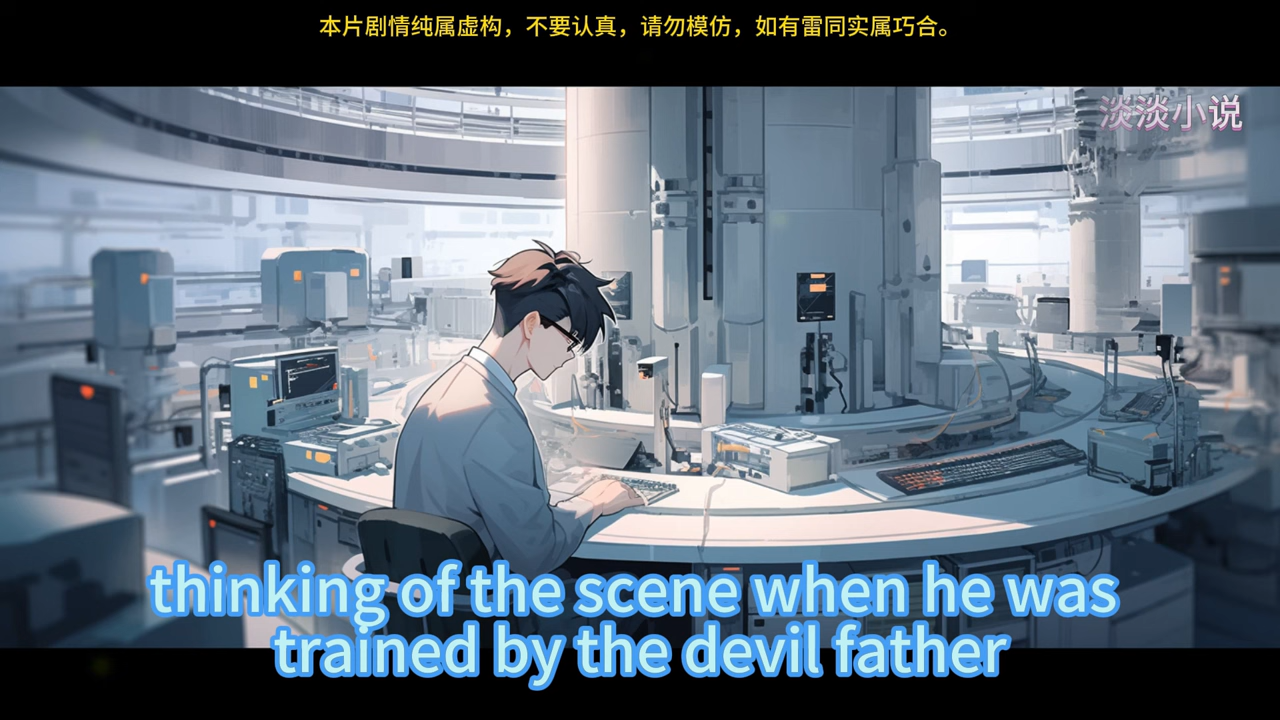 本片剧情纯属虚构，不要认真，请勿模仿，如有雷同实属巧合。
淡淡小说
thinking of the scene when he was
trained by the devil father